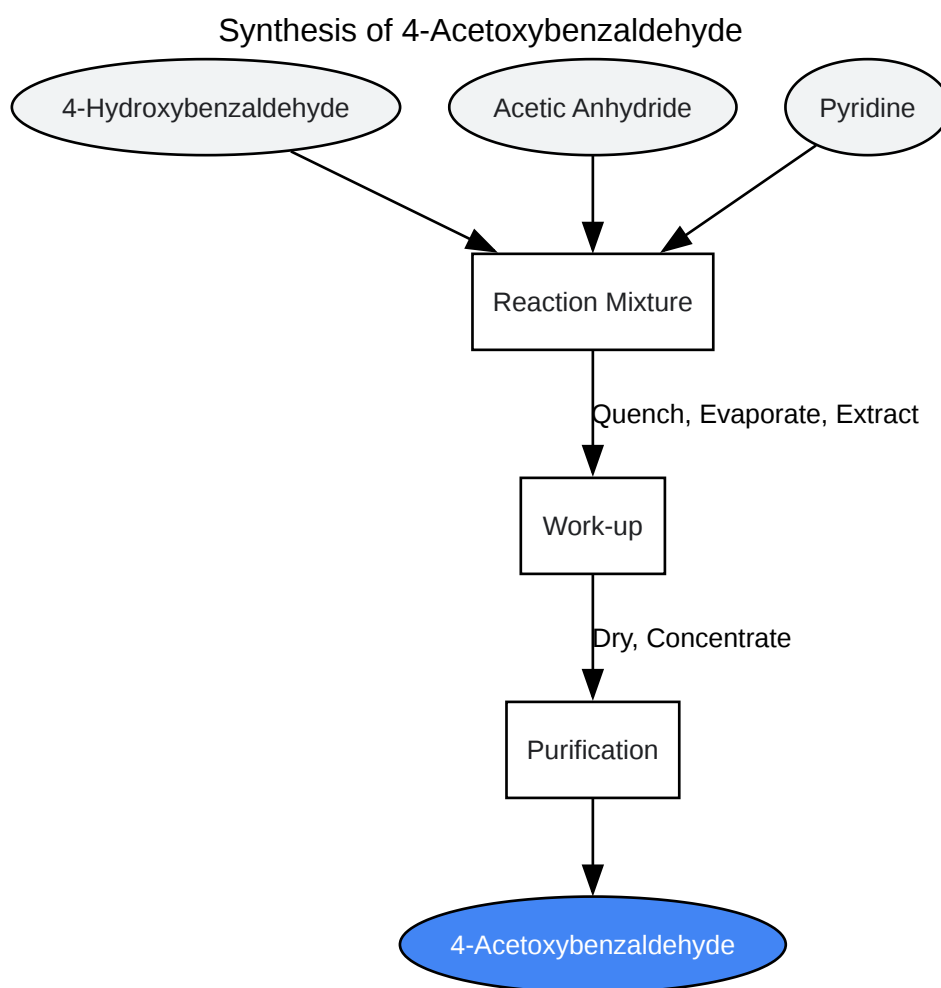 Synthesis of 4-Acetoxybenzaldehyde
4-Hydroxybenzaldehyde
Acetic Anhydride
Pyridine
Reaction Mixture
Quench, Evaporate, Extract
Work-up
Dry, Concentrate
Purification
4-Acetoxybenzaldehyde